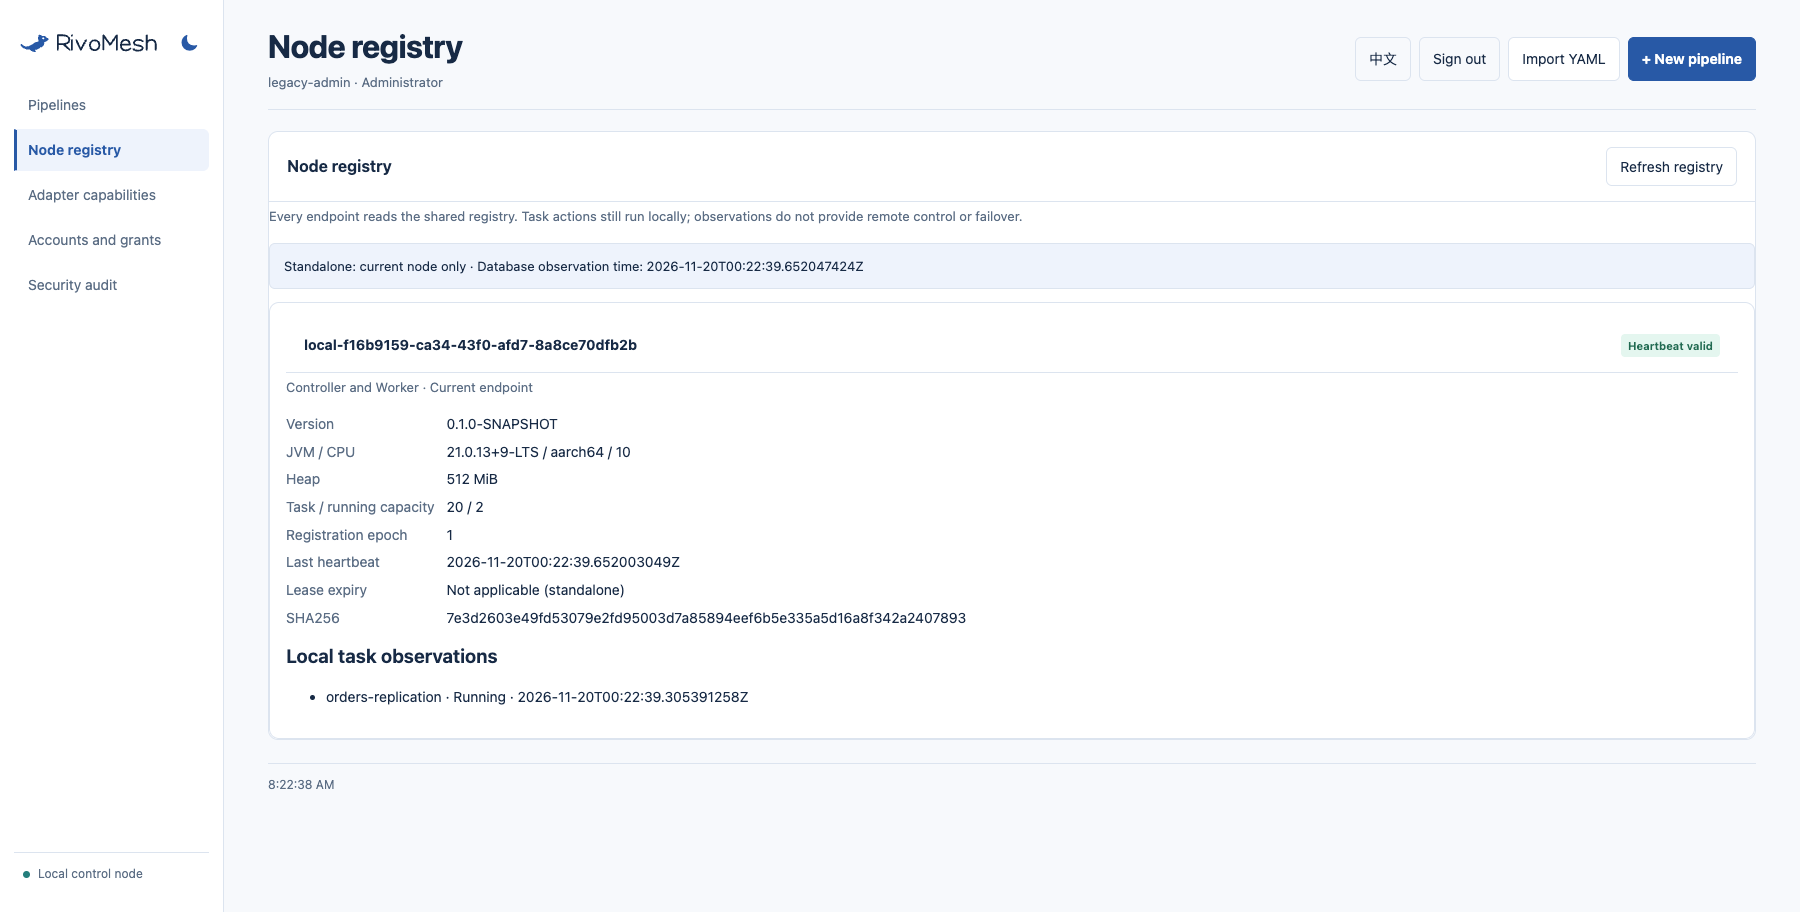 RivoMesh
Pipelines
Node registry
Adapter capabilities
Accounts and grants
Security audit
Local control node
Node registry
legacy-admin · Administrator
中文
Sign out
Import YAML
+ New pipeline
Node registry
Refresh registry
Every endpoint reads the shared registry. Task actions still run locally; observations do not provide remote control or failover.
Standalone: current node only · Database observation time: 2026-11-20T00:22:39.652047424Z
local-f16b9159-ca34-43f0-afd7-8a8ce70dfb2b
Heartbeat valid
Controller and Worker · Current endpoint
Version 0.1.0-SNAPSHOT
JVM / CPU 21.0.13+9-LTS / aarch64 / 10
Heap 512 MiB
Task / running capacity 20 / 2
Registration epoch 1
Last heartbeat 2026-11-20T00:22:39.652003049Z
Lease expiry Not applicable (standalone)
SHA256 7e3d2603e49fd53079e2fd95003d7a85894eef6b5e335a5d16a8f342a2407893
Local task observations
• orders-replication · Running · 2026-11-20T00:22:39.305391258Z
8:22:38 AM